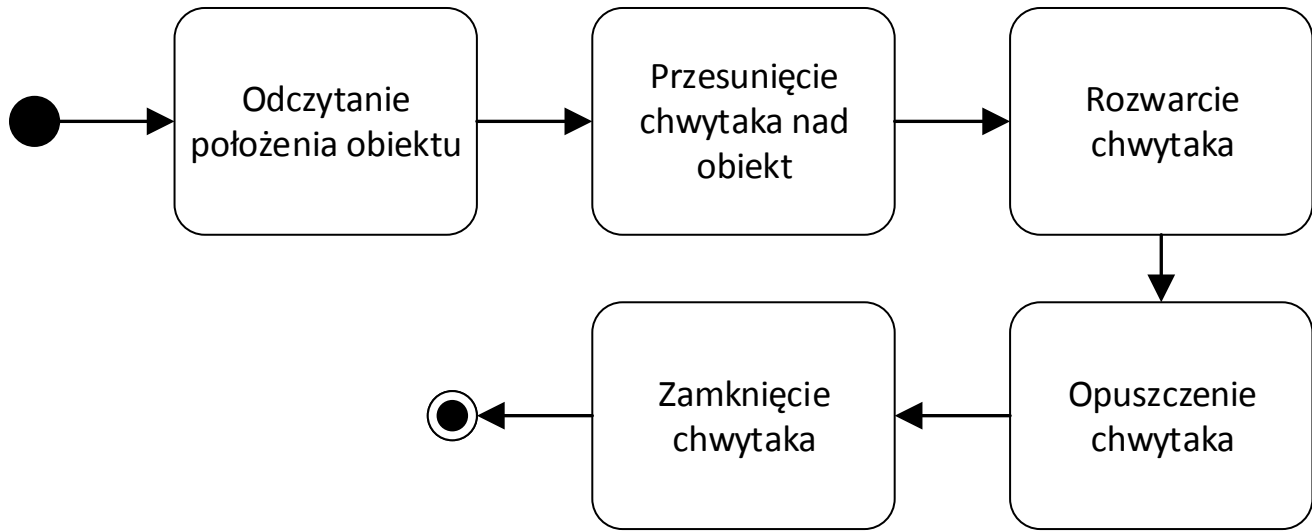 Odczytanie
położenia obiektu
Przesunięcie
chwytaka nad
obiekt
Rozwarcie
chwytaka
Opuszczenie
chwytaka
Zamknięcie
chwytaka